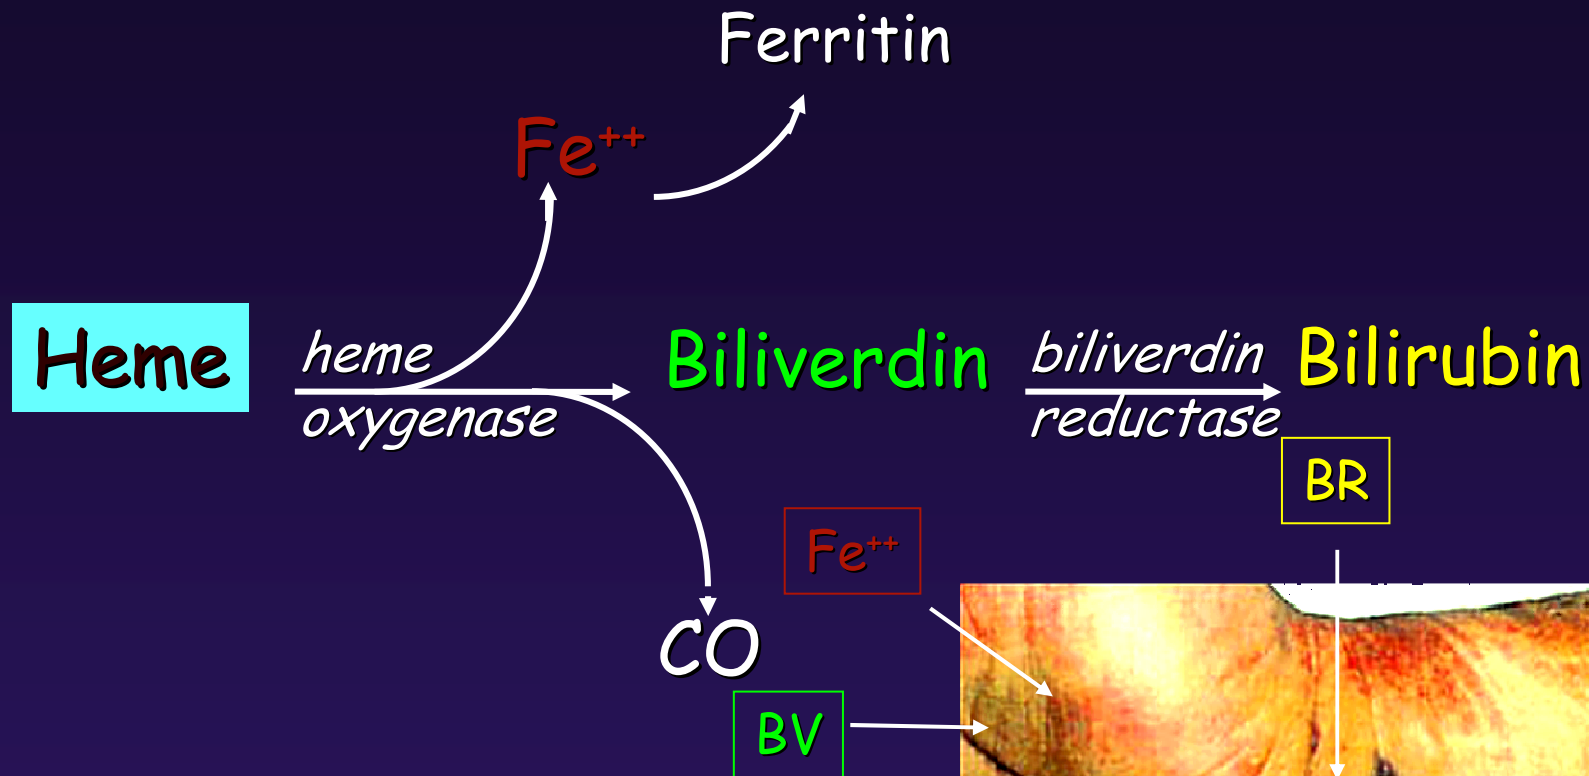 Ferritin
Fe++
Heme
heme
oxygenase
Biliverdin
biliverdin
reductase
Bilirubin
BR
Fe++
CO
BV